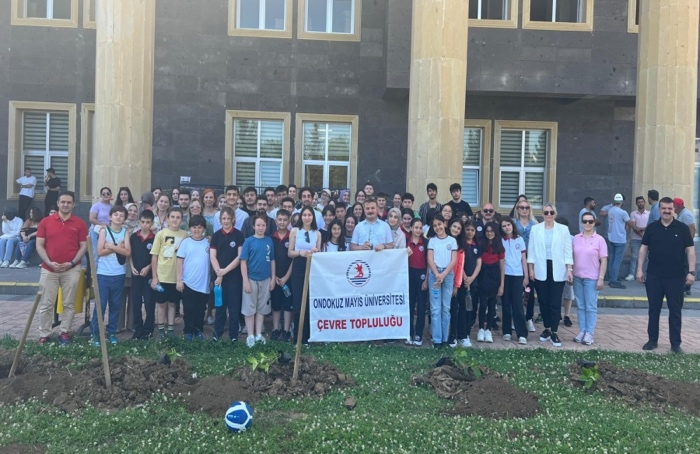 ONDOKUZ MAYIS ÜNİVERSİTESİ
ÇEVRE TOPLULUĞU